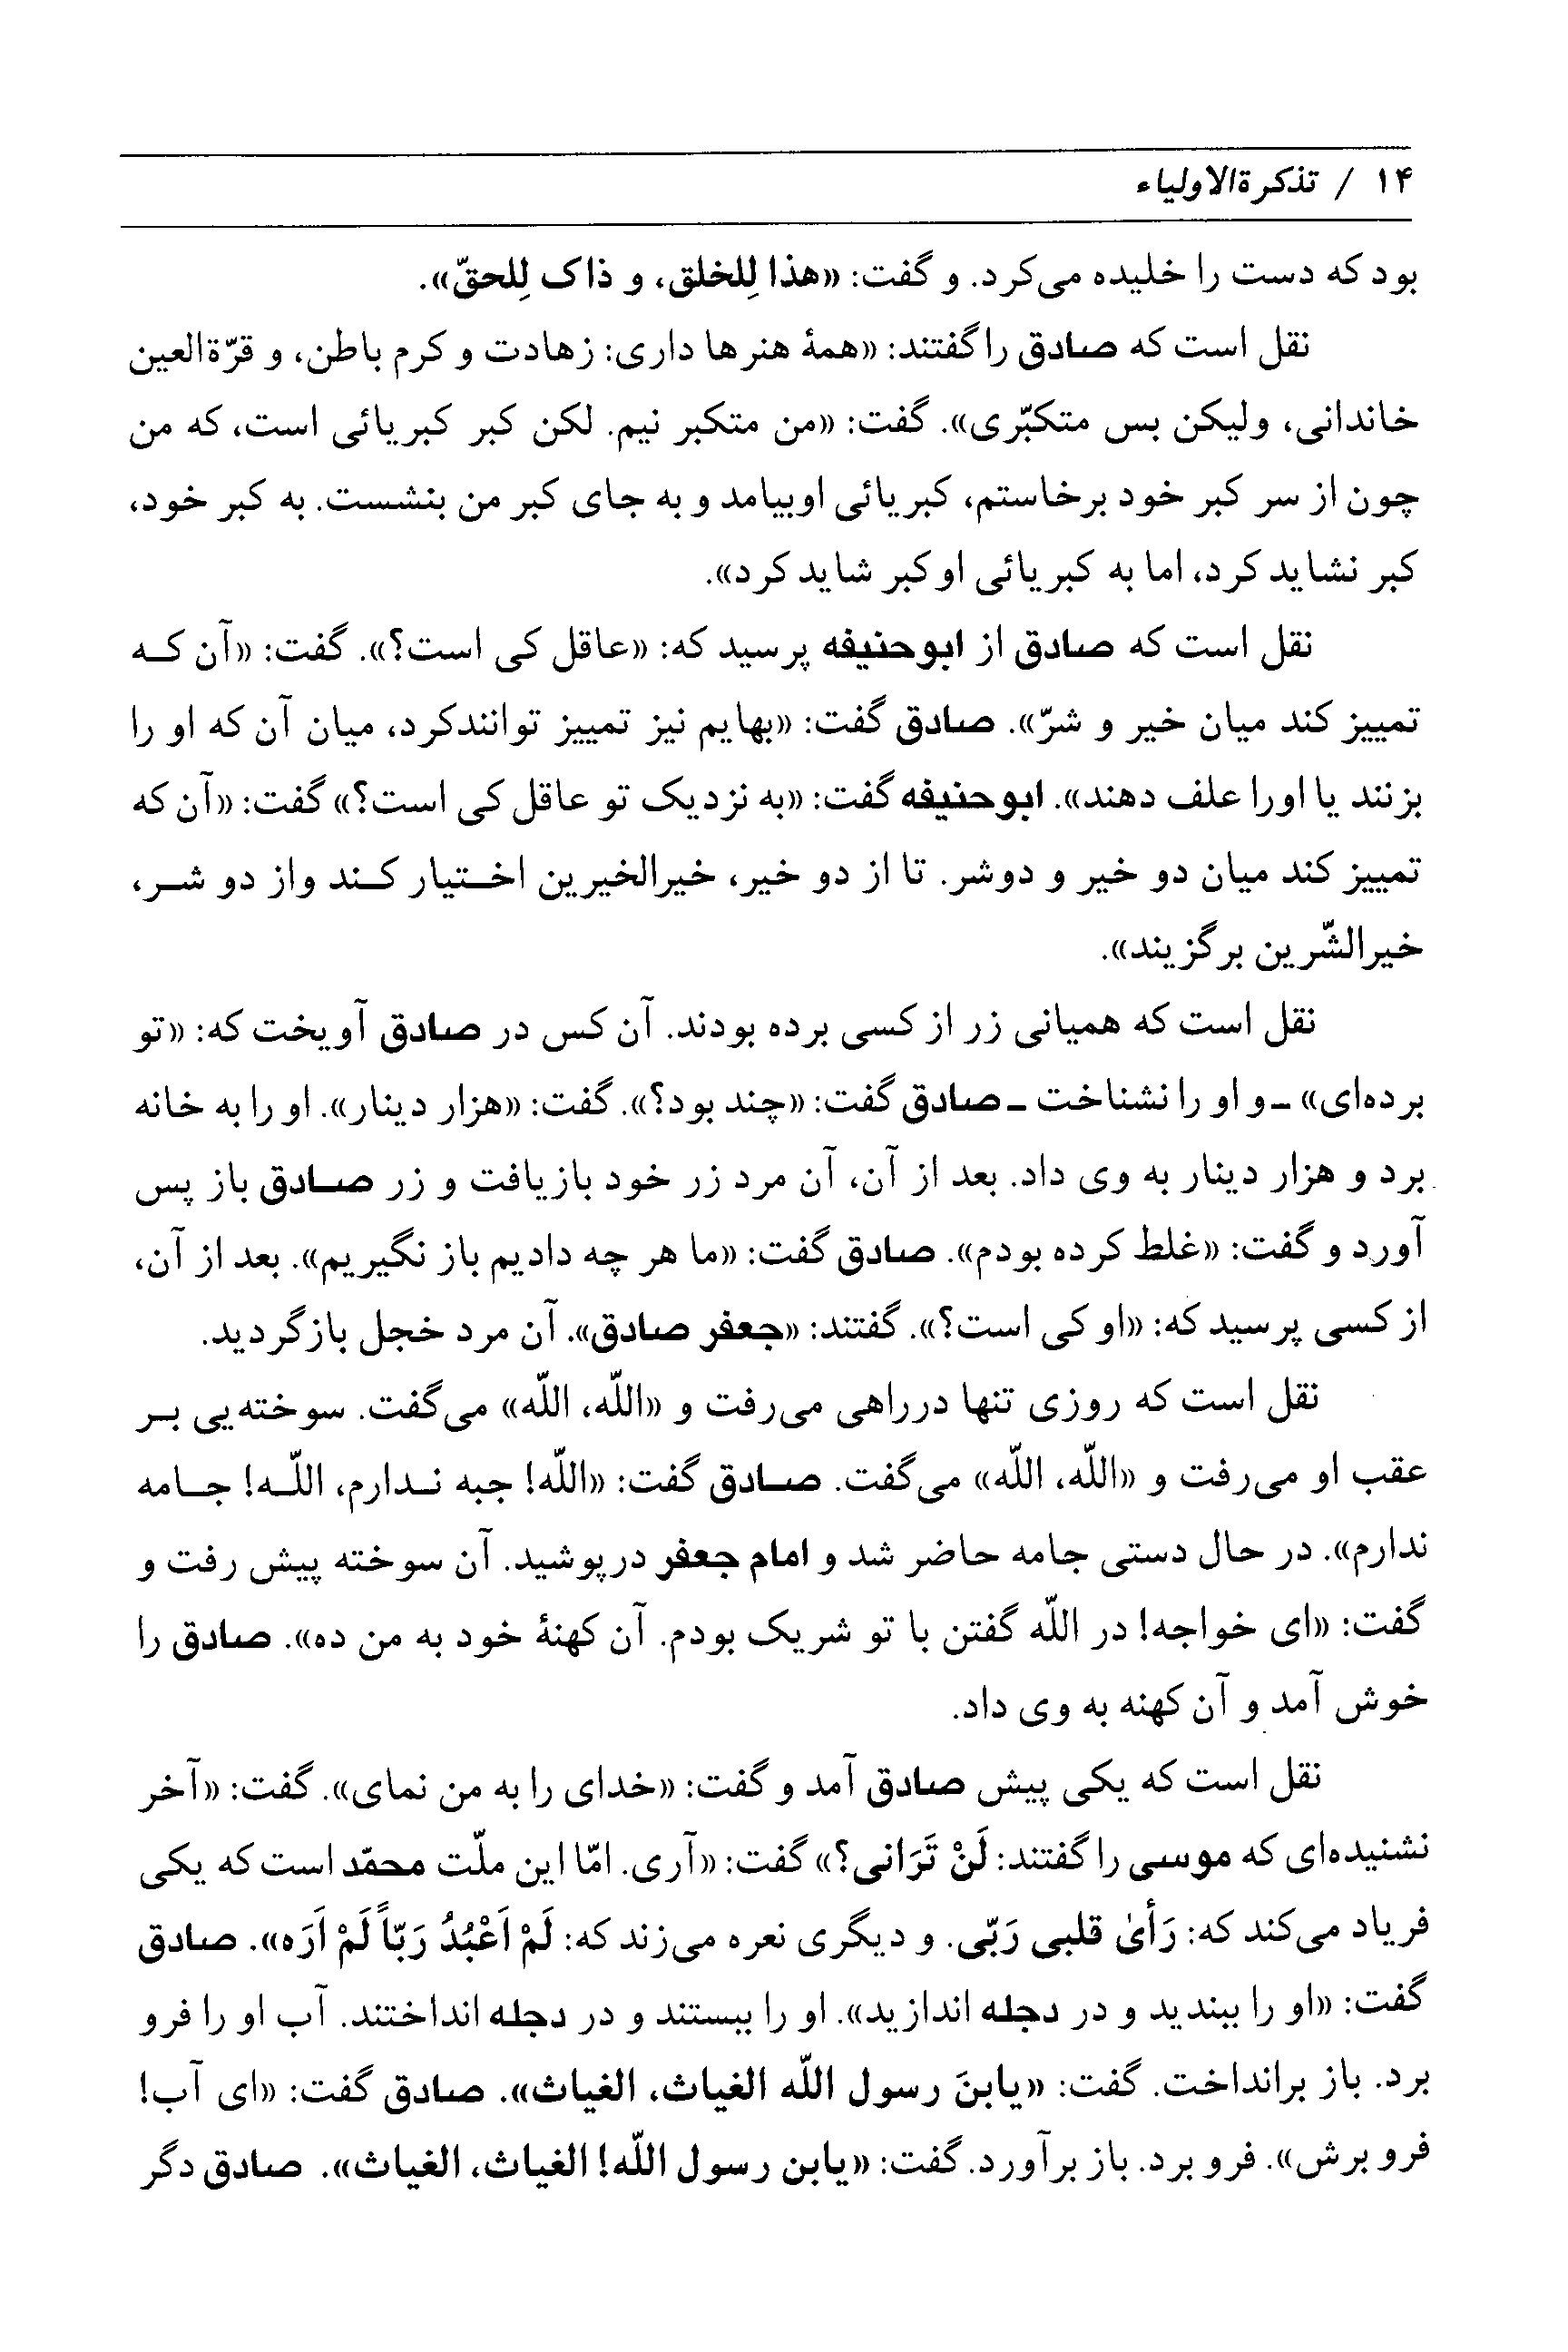 ۱۴ / تذکرةالاولیاء
بود که دست را خلیده می‌کرد. و گفت: «هذا لِلخلق، و ذاک لِلحقّ».
نقل است که صادق را گفتند: «همهٔ هنرها داری: زهادت و کرم باطن، و قرّةالعین
خاندانی، ولیکن بس متکبّری». گفت: «من متکبر نیم. لکن کبر کبریائی است، که من
چون از سر کبر خود برخاستم، کبریائی او بیامد و به جای کبر من بنشست. به کبر خود،
کبر نشاید کرد، اما به کبریائی او کبر شاید کرد».
نقل است که صادق از ابوحنیفه پرسید که: «عاقل کی است؟». گفت: «آن که
تمییز کند میان خیر و شرّ». صادق گفت: «بهایم نیز تمییز توانندکرد، میان آن که او را
بزنند یا اورا علف دهند». ابوحنیفه گفت: «به نزدیک تو عاقل کی است؟» گفت: «آن که
تمییز کند میان دو خیر و دوشر. تا از دو خیر، خیرالخیرین اختیار کند واز دو شر،
خیرالشّرین برگزیند».
نقل است که همیانی زر از کسی برده بودند. آن کس در صادق آویخت که: «تو
برده‌ای» -و او را نشناخت -صادق گفت: «چند بود؟». گفت: «هزار دینار». او را به خانه
برد و هزار دینار به وی داد. بعد از آن، آن مرد زر خود بازیافت و زر صادق باز پس
آورد و گفت: «غلط کرده بودم». صادق گفت: «ما هر چه دادیم باز نگیریم». بعد از آن،
از کسی پرسید که: «او کی است؟». گفتند: «جعفر صادق». آن مرد خجل بازگردید.
نقل است که روزی تنها درراهی می‌رفت و «اللّه، اللّه» می‌گفت. سوخته‌یی بر
عقب او می‌رفت و «اللّه، اللّه» می‌گفت. صادق گفت: «اللّه! جبه ندارم، اللّه! جامه
ندارم». در حال دستی جامه حاضر شد و امام جعفر درپوشید. آن سوخته پیش رفت و
گفت: «ای خواجه! در اللّه گفتن با تو شریک بودم. آن کهنهٔ خود به من ده». صادق را
خوش آمد و آن کهنه به وی داد.
نقل است که یکی پیش صادق آمد و گفت: «خدای را به من نمای». گفت: «آخر
نشنیده‌ای که موسی را گفتند: لَنْ تَرَانی؟» گفت: «آری. امّا این ملّت محمّد است که یکی
فریاد می‌کند که: رَأیٰ قلبی رَبّی. و دیگری نعره می‌زند که: لَمْ اَعْبُدُ رَبّاً لَمْ اَرَه». صادق
گفت: «او را ببندید و در دجله اندازید». او را ببستند و در دجله انداختند. آب او را فرو
برد. باز برانداخت. گفت: «یابنَ رسول اللّه الغیاث، الغیاث». صادق گفت: «ای آب!
فرو برش». فرو برد. باز برآورد. گفت: «یابن رسول اللّه! الغیاث، الغیاث». صادق دگر